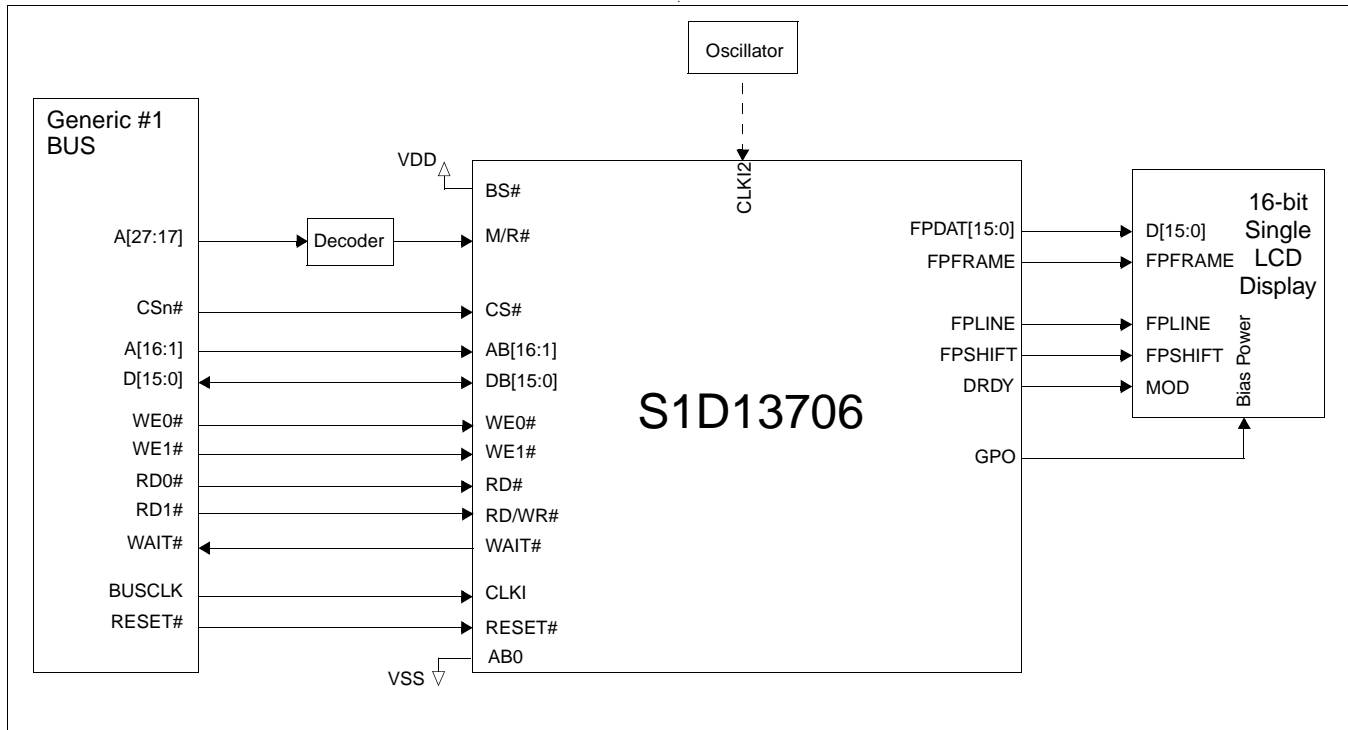 Oscillator
Generic #1
BUS
VDD
BS#
CLKI2
A[27:17]
Decoder
M/R#
FPDAT[15:0]
D[15:0]
16-bit
Single
LCD
Display
FPFRAME
FPFRAME
CSn#
CS#
FPLINE
FPLINE
A[16:1]
AB[16:1]
FPSHIFT
FPSHIFT
Bias Power
D[15:0]
DB[15:0]
DRDY
MOD
S1D13706
WE0#
WE0#
WE1#
WE1#
GPO
RD0#
RD#
RD1#
RD/WR#
WAIT#
WAIT#
BUSCLK
CLKI
RESET#
RESET#
AB0
VSS